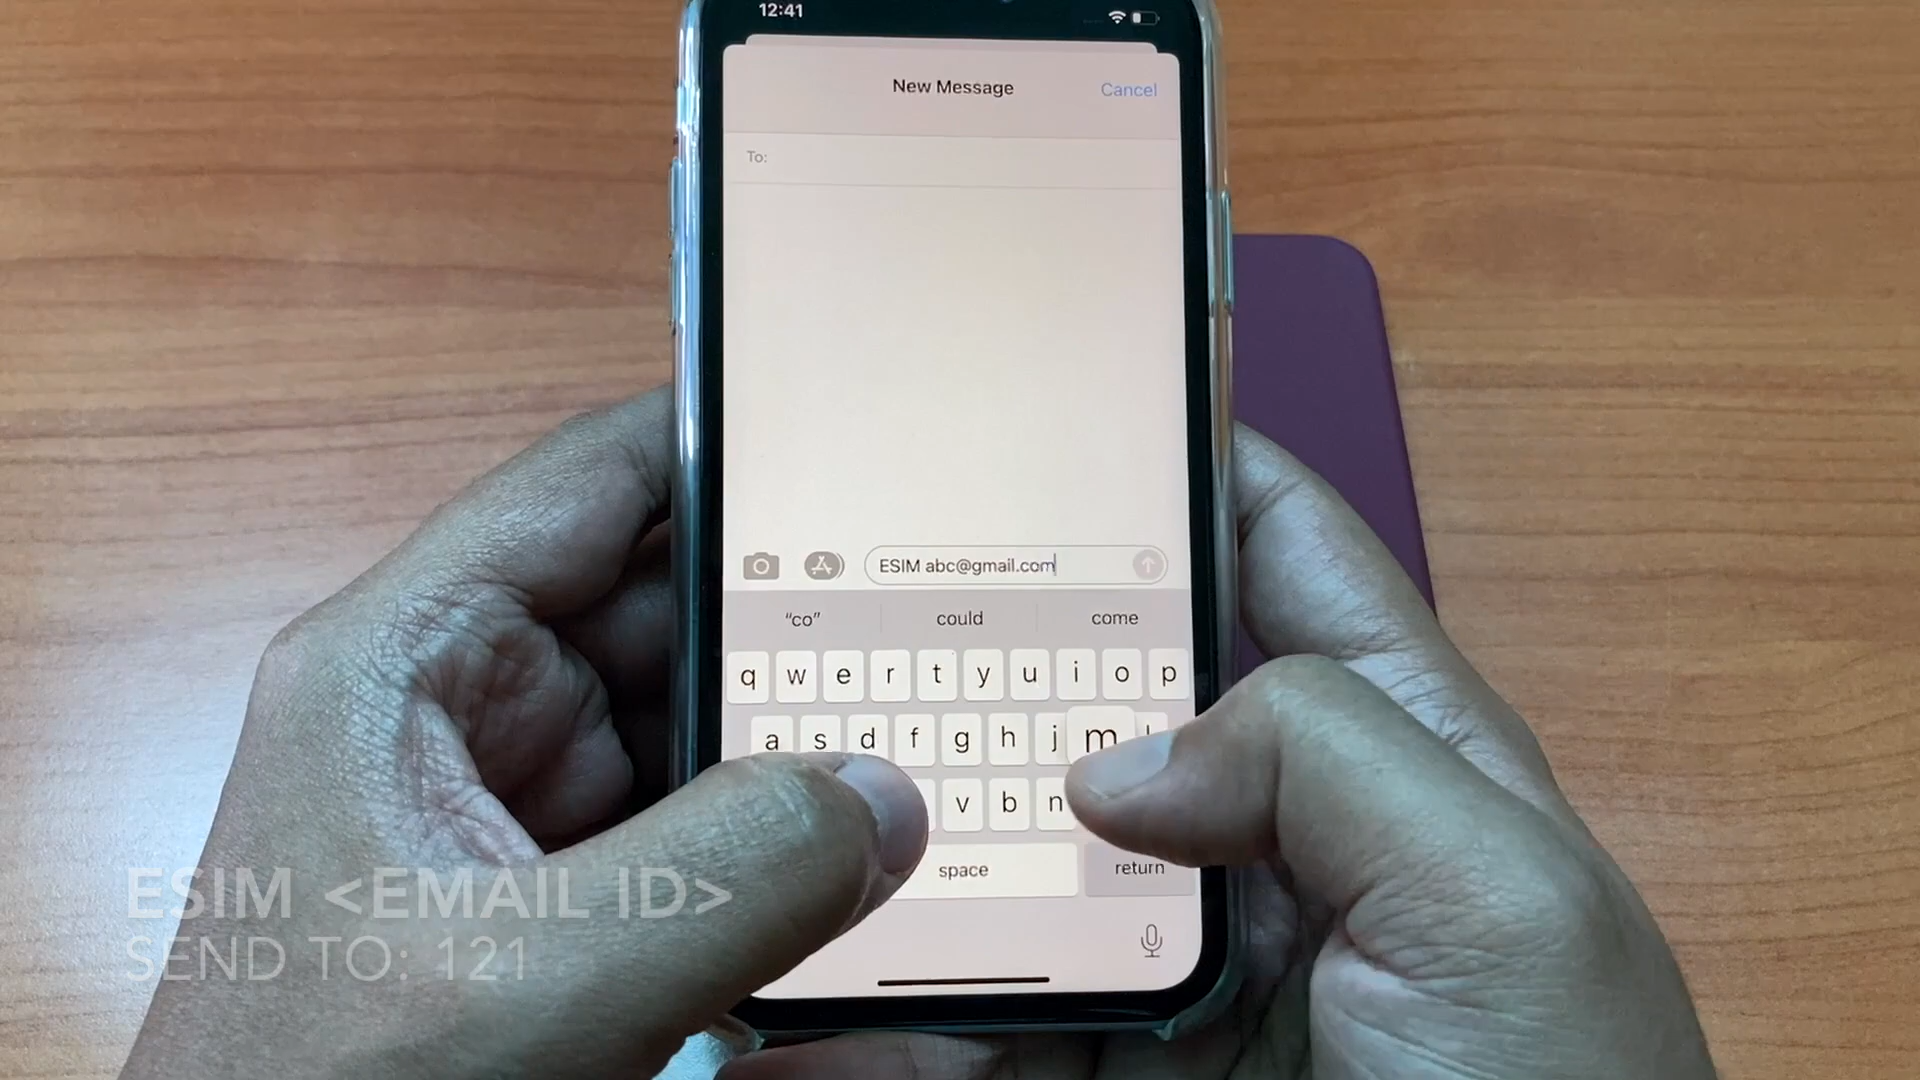 12:41
New Message
Cancel
To:
ESIM abc@gmail.com
“co” could come
q w e r t y u i o p
a s d f g h j m
v b n
space return
ESIM <EMAIL ID>
SEND TO: 121